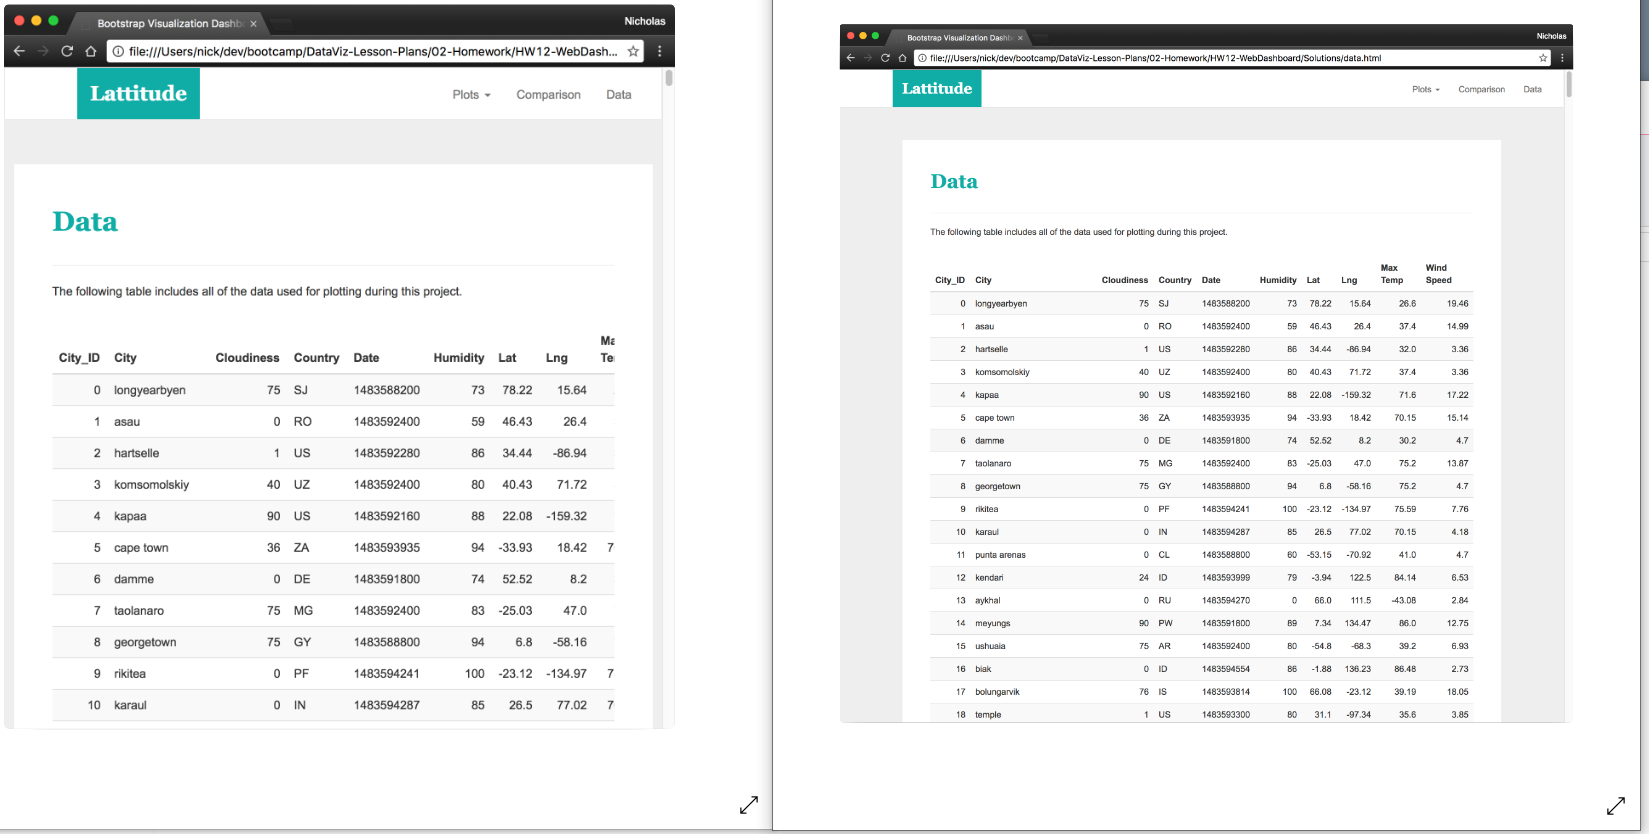 Bootstrap Visualization Dashb ×
Nicholas
file:///Users/nick/dev/bootcamp/DataViz-Lesson-Plans/02-Homework/HW12-WebDash...
Lattitude
Plots Comparison Data
Data
The following table includes all of the data used for plotting during this project.
Ma
City_ID City Cloudiness Country Date Humidity Lat Lng Te
0 longyearbyen 75 SJ 1483588200 73 78.22 15.64
1 asau 0 RO 1483592400 59 46.43 26.4
2 hartselle 1 US 1483592280 86 34.44 -86.94
3 komsomolskiy 40 UZ 1483592400 80 40.43 71.72
4 kapaa 90 US 1483592160 88 22.08 -159.32
5 cape town 36 ZA 1483593935 94 -33.93 18.42 7
6 damme 0 DE 1483591800 74 52.52 8.2
7 taolanaro 75 MG 1483592400 83 -25.03 47.0
8 georgetown 75 GY 1483588800 94 6.8 -58.16
9 rikitea 0 PF 1483594241 100 -23.12 -134.97 7
10 karaul 0 IN 1483594287 85 26.5 77.02 7
Bootstrap Visualization Dashb ×
Nicholas
file:///Users/nick/dev/bootcamp/DataViz-Lesson-Plans/02-Homework/HW12-WebDashboard/Solutions/data.html
Lattitude
Plots Comparison Data
Data
The following table includes all of the data used for plotting during this project.
Max Wind
City_ID City Cloudiness Country Date Humidity Lat Lng Temp Speed
0 longyearbyen 75 SJ 1483588200 73 78.22 15.64 26.6 19.46
1 asau 0 RO 1483592400 59 46.43 26.4 37.4 14.99
2 hartselle 1 US 1483592280 86 34.44 -86.94 32.0 3.36
3 komsomolskiy 40 UZ 1483592400 80 40.43 71.72 37.4 3.36
4 kapaa 90 US 1483592160 88 22.08 -159.32 71.6 17.22
5 cape town 36 ZA 1483593935 94 -33.93 18.42 70.15 15.14
6 damme 0 DE 1483591800 74 52.52 8.2 30.2 4.7
7 taolanaro 75 MG 1483592400 83 -25.03 47.0 75.2 13.87
8 georgetown 75 GY 1483588800 94 6.8 -58.16 75.2 4.7
9 rikitea 0 PF 1483594241 100 -23.12 -134.97 75.59 7.76
10 karaul 0 IN 1483594287 85 26.5 77.02 70.15 4.18
11 punta arenas 0 CL 1483588800 60 -53.15 -70.92 41.0 4.7
12 kendari 24 ID 1483593999 79 -3.94 122.5 84.14 6.53
13 aykhal 0 RU 1483594270 0 66.0 111.5 -43.08 2.84
14 meyungs 90 PW 1483591800 89 7.34 134.47 86.0 12.75
15 ushuaia 75 AR 1483592400 80 -54.8 -68.3 39.2 6.93
16 biak 0 ID 1483594554 86 -1.88 136.23 86.48 2.73
17 bolungarvik 76 IS 1483593814 100 66.08 -23.12 39.19 18.05
18 temple 1 US 1483593300 80 31.1 -97.34 35.6 3.85